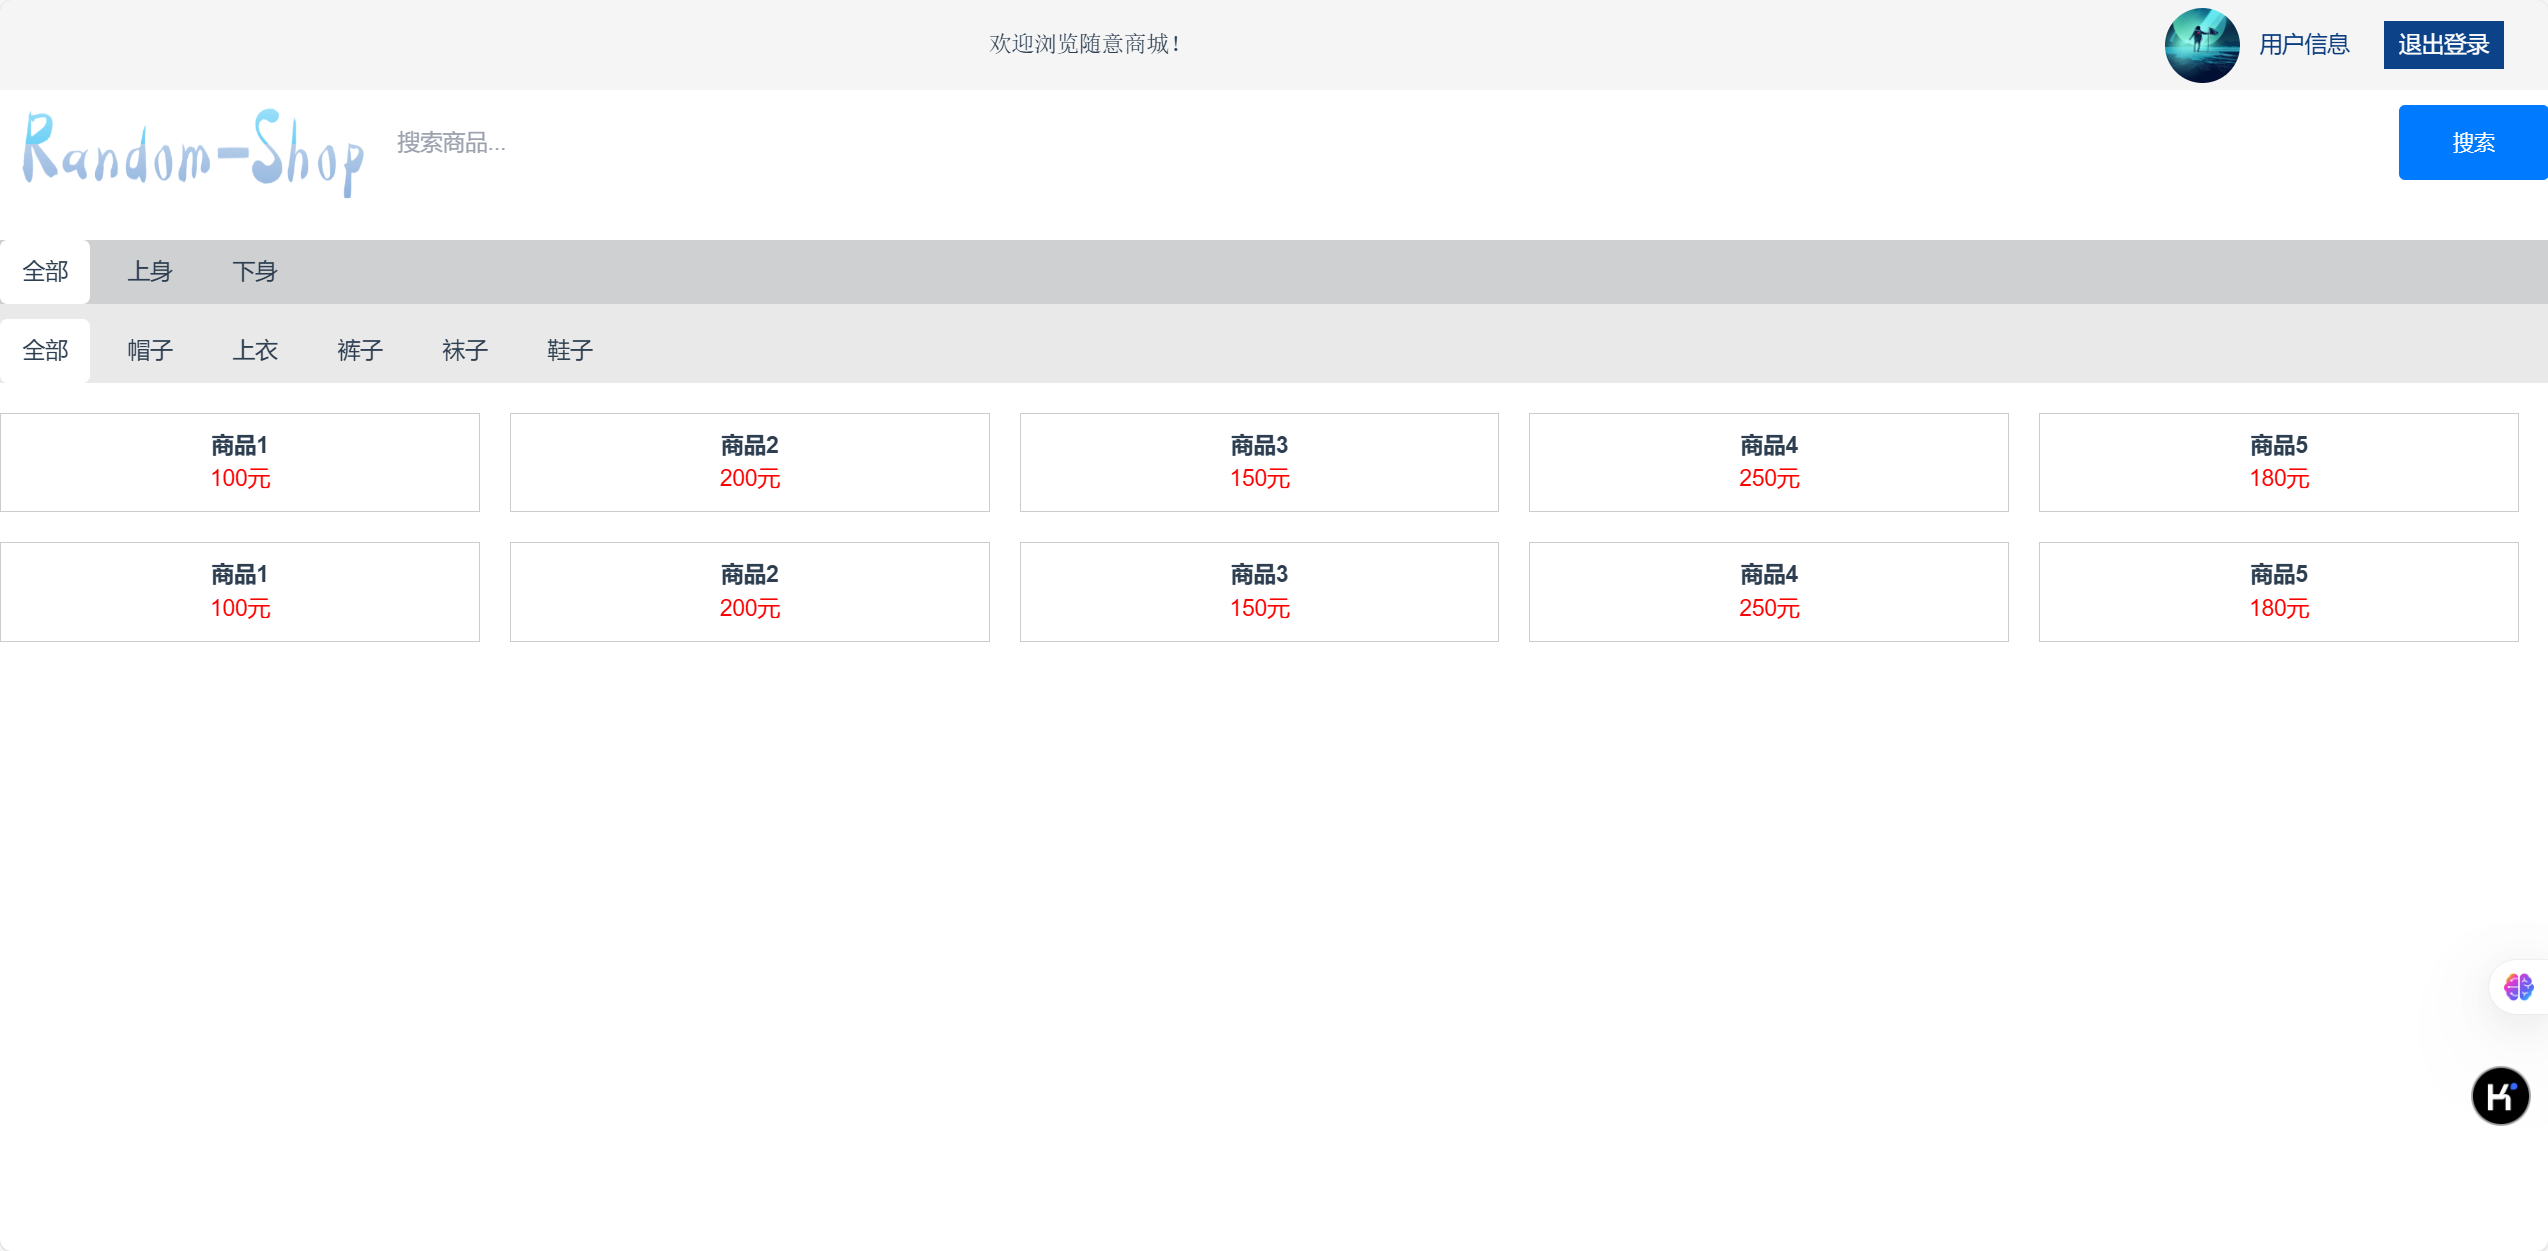 欢迎浏览随意商城！
用户信息
退出登录
Random-Shop
搜索商品...
搜索
全部 上身 下身
全部 帽子 上衣 裤子 袜子 鞋子
商品1 商品2 商品3 商品4 商品5
100元 200元 150元 250元 180元
商品1 商品2 商品3 商品4 商品5
100元 200元 150元 250元 180元
K